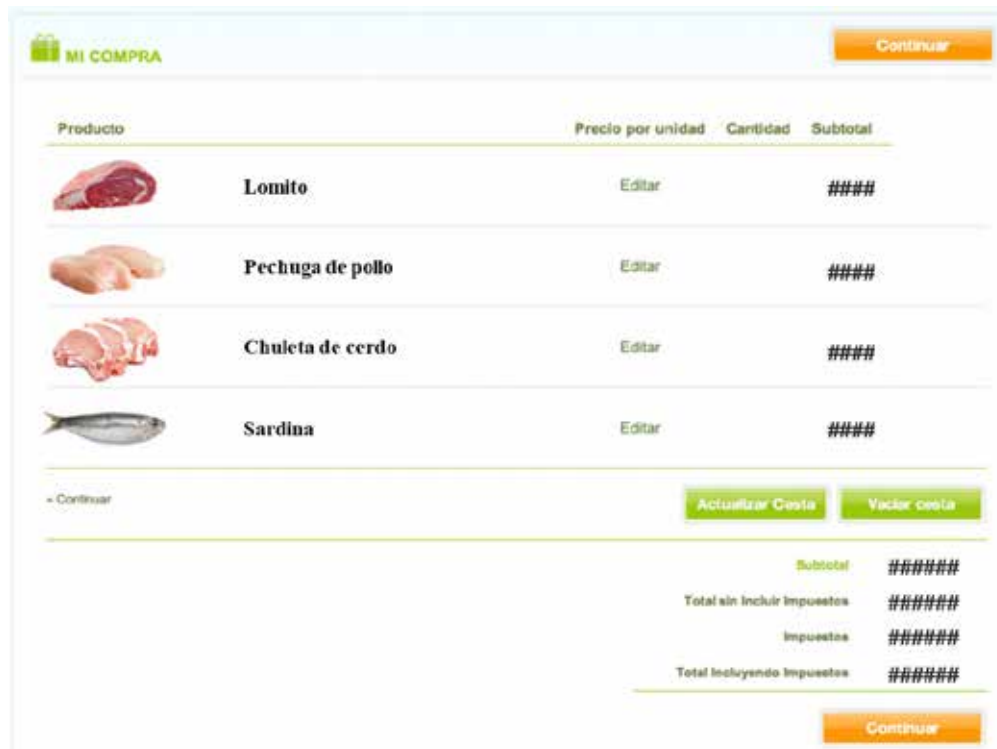 MI COMPRA
Continuar
Producto Precio por unidad Cantidad Subtotal
Lomito Editar ####
Pechuga de pollo Editar ####
Chuleta de cerdo Editar ####
Sardina Editar ####
« Continuar Actualizar Cesta Vaciar cesta
Subtotal ######
Total sin Incluir Impuestos ######
Impuestos ######
Total Incluyendo Impuestos ######
Continuar